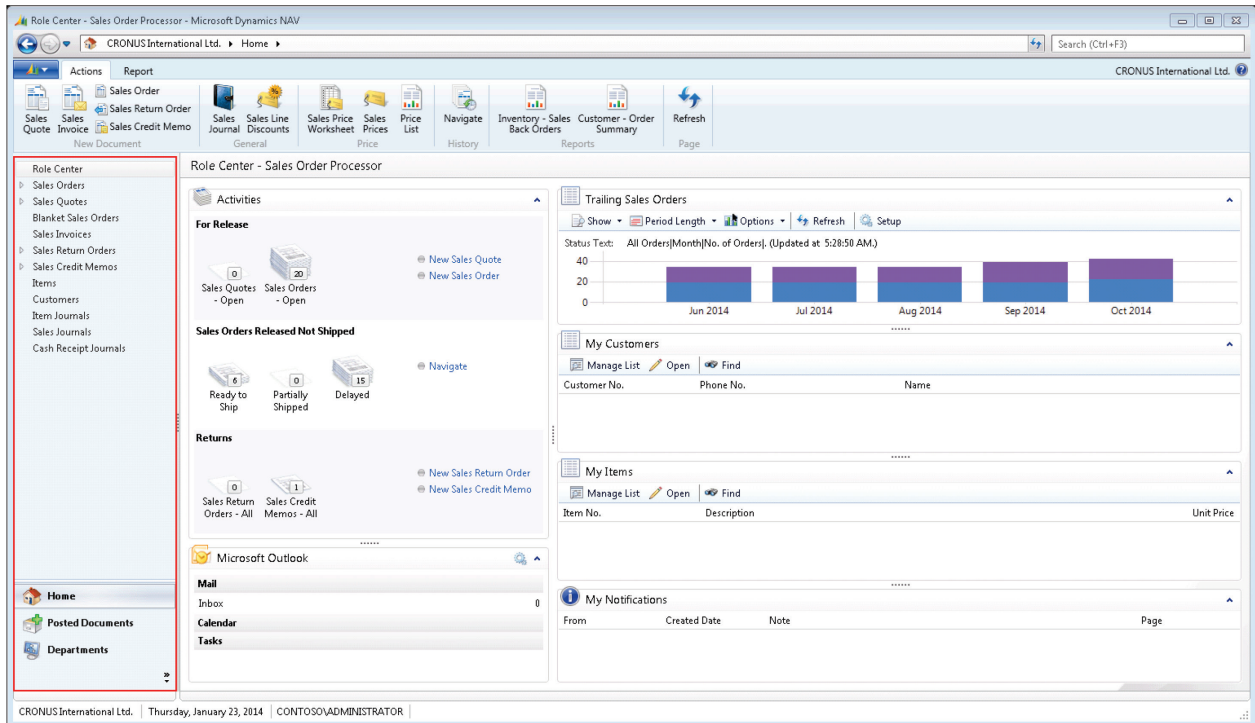 Role Center - Sales Order Processor - Microsoft Dynamics NAV
CRONUS International Ltd. Home
Search (Ctrl+F3)
Actions Report
CRONUS International Ltd.
Sales Quote
Sales Invoice
Sales Order
Sales Return Order
Sales Credit Memo
New Document
Sales Journal
Sales Line Discounts
General
Sales Price Worksheet
Sales Prices
Price List
Price
Navigate
History
Inventory - Sales Back Orders
Customer - Order Summary
Reports
Refresh
Page
Role Center
Sales Orders
Sales Quotes
Blanket Sales Orders
Sales Invoices
Sales Return Orders
Sales Credit Memos
Items
Customers
Item Journals
Sales Journals
Cash Receipt Journals
Home
Posted Documents
Departments
Role Center - Sales Order Processor
Activities
For Release
0
Sales Quotes
- Open
20
Sales Orders
- Open
New Sales Quote
New Sales Order
Sales Orders Released Not Shipped
6
Ready to
Ship
0
Partially
Shipped
15
Delayed
Navigate
Returns
0
Sales Return
Orders - All
1
Sales Credit
Memos - All
New Sales Return Order
New Sales Credit Memo
Microsoft Outlook
Mail
Inbox 0
Calendar
Tasks
Trailing Sales Orders
Show Period Length Options Refresh Setup
Status Text: All Orders|Month|No. of Orders|. (Updated at 5:28:50 AM.)
40
20
0
Jun 2014 Jul 2014 Aug 2014 Sep 2014 Oct 2014
My Customers
Manage List Open Find
Customer No. Phone No. Name
My Items
Manage List Open Find
Item No. Description Unit Price
My Notifications
From Created Date Note Page
CRONUS International Ltd. Thursday, January 23, 2014 CONTOSO\ADMINISTRATOR